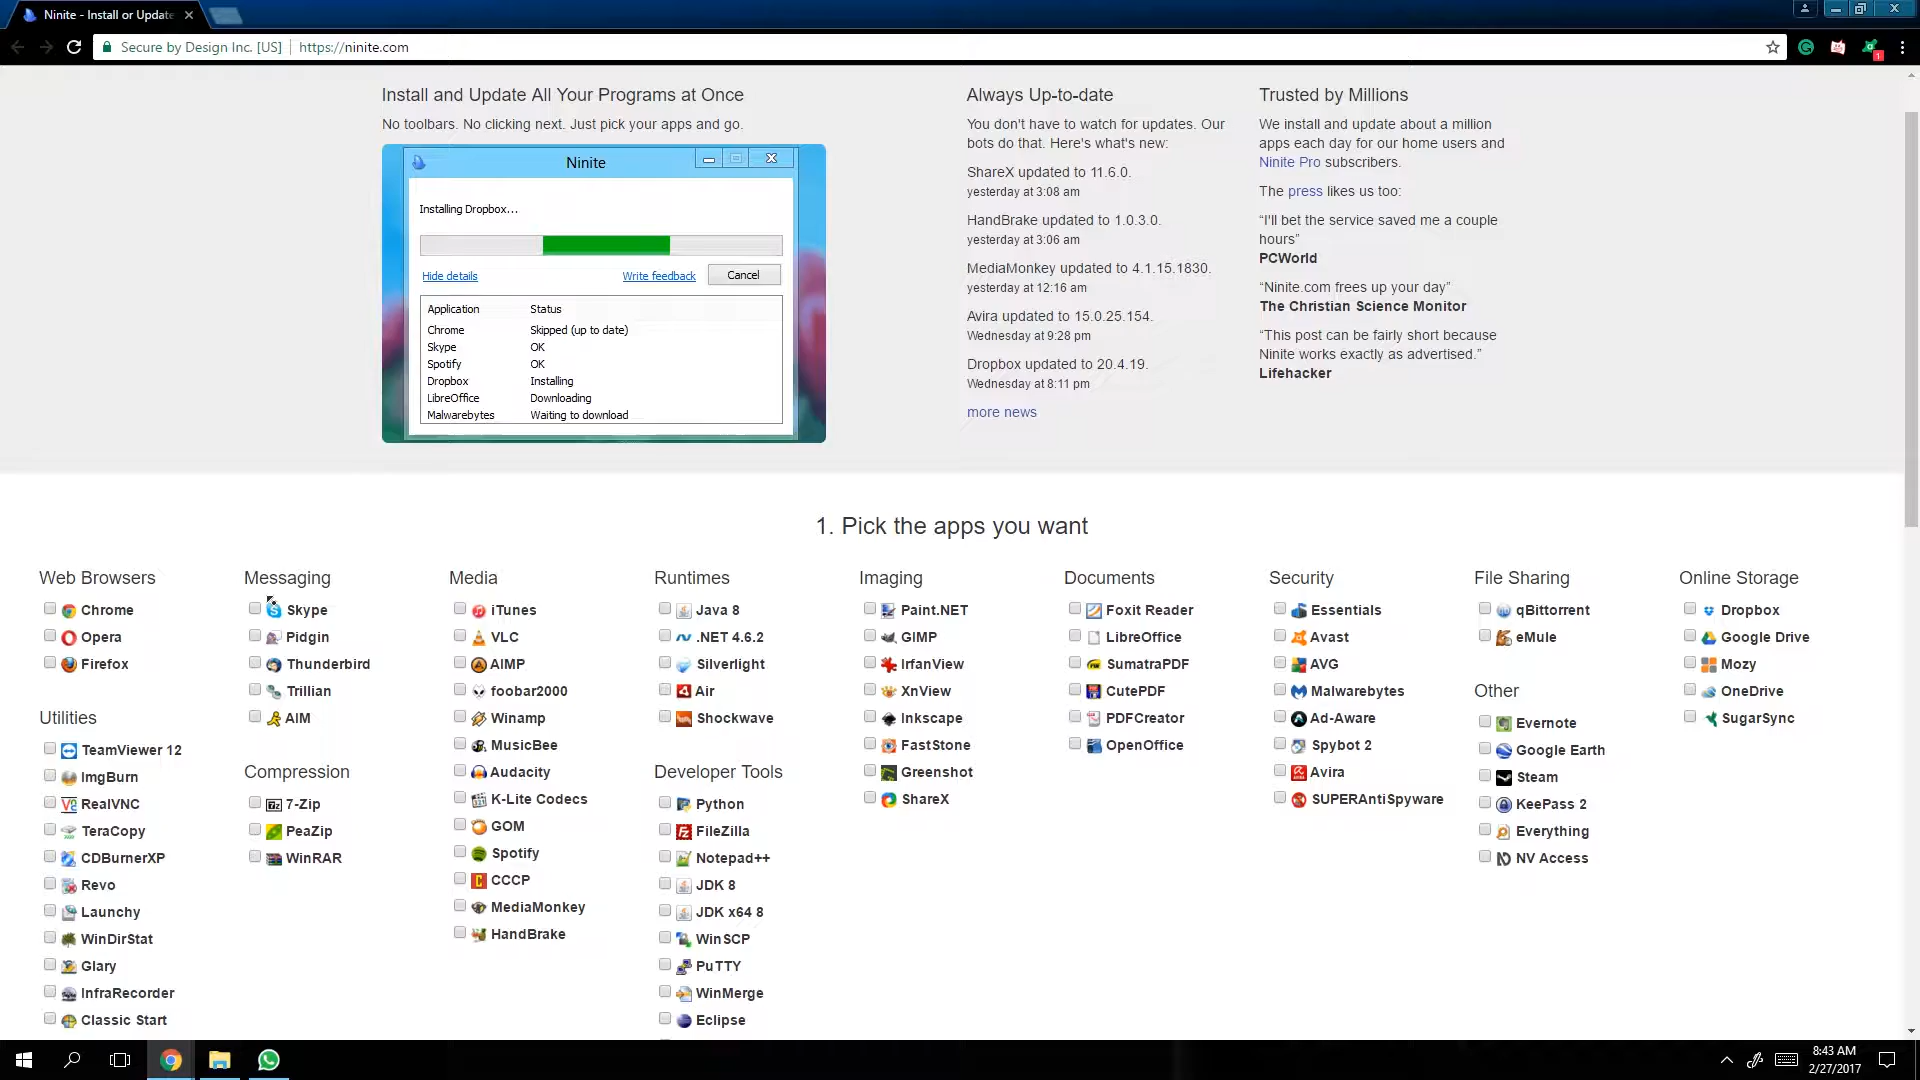 Ninite - Install or Update
Secure by Design Inc. [US]
https://ninite.com
1
Install and Update All Your Programs at Once
No toolbars. No clicking next. Just pick your apps and go.
Ninite
Installing Dropbox...
Hide details
Write feedback
Cancel
Application Status
Chrome Skipped (up to date)
Skype OK
Spotify OK
Dropbox Installing
LibreOffice Downloading
Malwarebytes Waiting to download
Always Up-to-date
You don't have to watch for updates. Our
bots do that. Here's what's new:
ShareX updated to 11.6.0.
yesterday at 3:08 am
HandBrake updated to 1.0.3.0.
yesterday at 3:06 am
MediaMonkey updated to 4.1.15.1830.
yesterday at 12:16 am
Avira updated to 15.0.25.154.
Wednesday at 9:28 pm
Dropbox updated to 20.4.19.
Wednesday at 8:11 pm
more news
Trusted by Millions
We install and update about a million
apps each day for our home users and
Ninite Pro subscribers.
The press likes us too:
“I'll bet the service saved me a couple
hours”
PCWorld
“Ninite.com frees up your day”
The Christian Science Monitor
“This post can be fairly short because
Ninite works exactly as advertised.”
Lifehacker
1. Pick the apps you want
Web Browsers
Chrome
Opera
Firefox
Utilities
TeamViewer 12
ImgBurn
RealVNC
TeraCopy
CDBurnerXP
Revo
Launchy
WinDirStat
Glary
InfraRecorder
Classic Start
Messaging
Skype
Pidgin
Thunderbird
Trillian
AIM
Compression
7-Zip
PeaZip
WinRAR
Media
iTunes
VLC
AIMP
foobar2000
Winamp
MusicBee
Audacity
K-Lite Codecs
GOM
Spotify
CCCP
MediaMonkey
HandBrake
Runtimes
Java 8
.NET 4.6.2
Silverlight
Air
Shockwave
Developer Tools
Python
FileZilla
Notepad++
JDK 8
JDK x64 8
WinSCP
PuTTY
WinMerge
Eclipse
Imaging
Paint.NET
GIMP
IrfanView
XnView
Inkscape
FastStone
Greenshot
ShareX
Documents
Foxit Reader
LibreOffice
SumatraPDF
CutePDF
PDFCreator
OpenOffice
Security
Essentials
Avast
AVG
Malwarebytes
Ad-Aware
Spybot 2
Avira
SUPERAntiSpyware
File Sharing
qBittorrent
eMule
Other
Evernote
Google Earth
Steam
KeePass 2
Everything
NV Access
Online Storage
Dropbox
Google Drive
Mozy
OneDrive
SugarSync
8:43 AM
2/27/2017